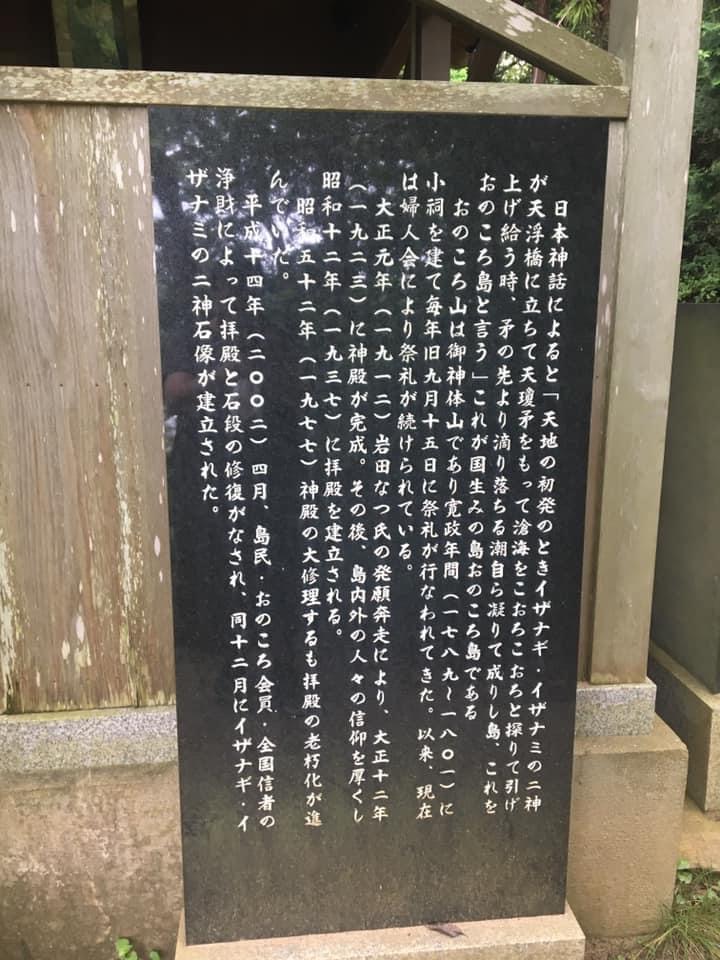 日本神話によると「天地の初発のときイザナギ・イザナミの二神
が天浮橋に立ちて天瓊矛をもって滄海をこおろこおろと探りて引げ
上げ給う時、矛の先より滴り落ちる潮自ら凝りて成りし島、これを
おのころ島と言う」これが国生みの島おのころ島である
おのころ山は御神体山であり寛政年間(一七八九〜一八〇一)に
小祠を建て毎年旧九月十五日に祭礼が行なわれてきた。以来、現在
は婦人会により祭礼が続けられている。
大正元年(一九一二)岩田なつ氏の発願奔走により、大正十二年
(一九二三)に神殿が完成。その後、島内外の人々の信仰を厚くし
昭和十二年(一九三七)に拝殿を建立される。
昭和五十二年(一九七七)神殿の大修理するも拝殿の老朽化が進
んでいた。
平成十四年(二〇〇二)四月、島民・おのころ会員・全国信者の
浄財によって拝殿と石段の修復がなされ、同十二月にイザナギ・イ
ザナミの二神石像が建立された。